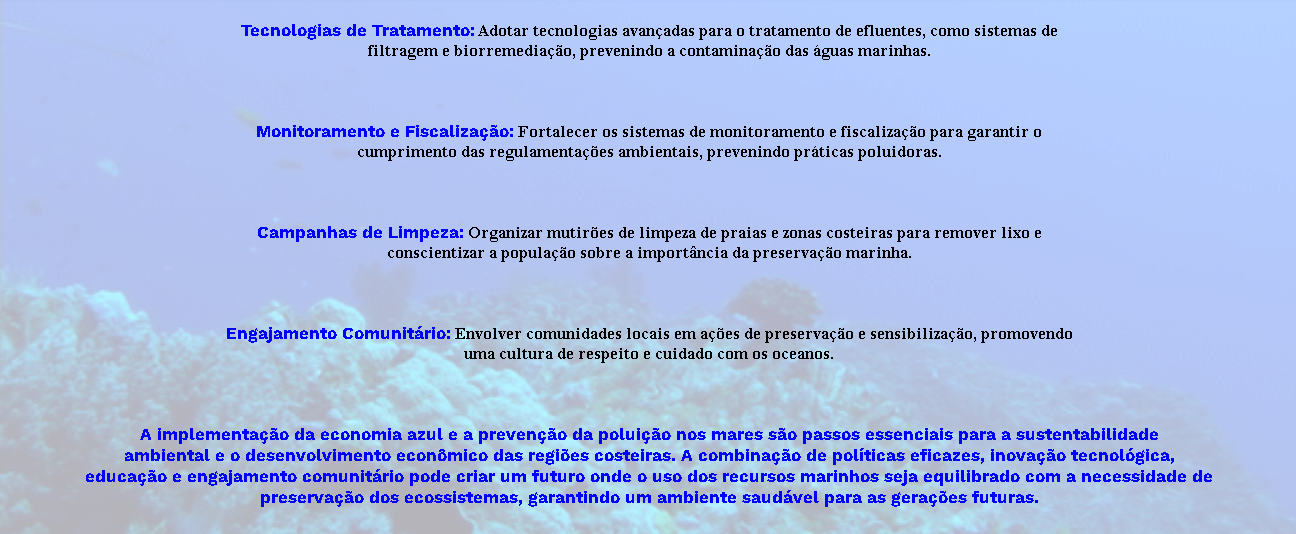 Tecnologias de Tratamento: Adotar tecnologias avançadas para o tratamento de efluentes, como sistemas de
filtragem e biorremediação, prevenindo a contaminação das águas marinhas.
Monitoramento e Fiscalização: Fortalecer os sistemas de monitoramento e fiscalização para garantir o
cumprimento das regulamentações ambientais, prevenindo práticas poluidoras.
Campanhas de Limpeza: Organizar mutirões de limpeza de praias e zonas costeiras para remover lixo e
conscientizar a população sobre a importância da preservação marinha.
Engajamento Comunitário: Envolver comunidades locais em ações de preservação e sensibilização, promovendo
uma cultura de respeito e cuidado com os oceanos.
A implementação da economia azul e a prevenção da poluição nos mares são passos essenciais para a sustentabilidade
ambiental e o desenvolvimento econômico das regiões costeiras. A combinação de políticas eficazes, inovação tecnológica,
educação e engajamento comunitário pode criar um futuro onde o uso dos recursos marinhos seja equilibrado com a necessidade de
preservação dos ecossistemas, garantindo um ambiente saudável para as gerações futuras.